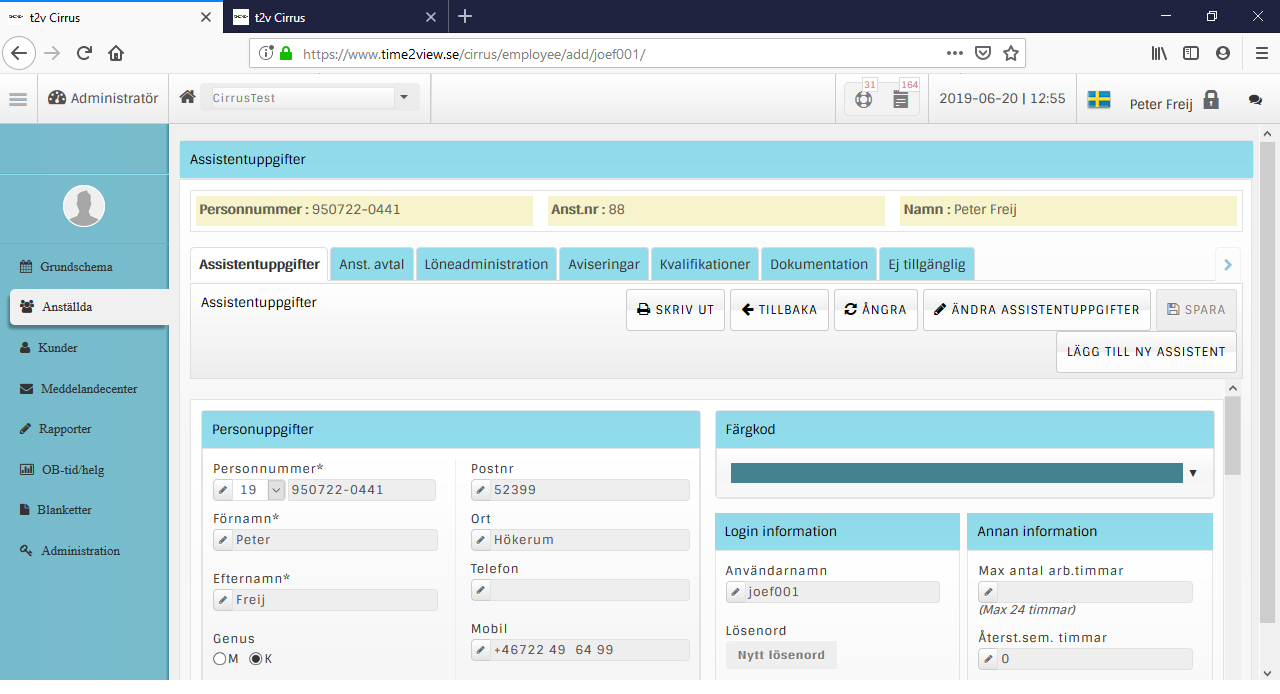 t2v Cirrus
t2v Cirrus
https://www.time2view.se/cirrus/employee/add/joef001/
Administratör
CirrusTest
31
164
2019-06-20 | 12:55
Peter Freij
Assistentuppgifter
Personnummer : 950722-0441
Anst.nr : 88
Namn : Peter Freij
Grundschema
Anställda
Kunder
Meddelandecenter
Rapporter
OB-tid/helg
Blanketter
Administration
Assistentuppgifter
Anst. avtal
Löneadministration
Aviseringar
Kvalifikationer
Dokumentation
Ej tillgänglig
Assistentuppgifter
SKRIV UT
TILLBAKA
ÅNGRA
ÄNDRA ASSISTENTUPPGIFTER
SPARA
LÄGG TILL NY ASSISTENT
Personuppgifter
Personnummer*
19
950722-0441
Förnamn*
Peter
Efternamn*
Freij
Genus
M
K
Postnr
52399
Ort
Hökerum
Telefon
Mobil
+46722 49  64 99
Färgkod
Login information
Användarnamn
joef001
Lösenord
Nytt lösenord
Annan information
Max antal arb.timmar
(Max 24 timmar)
Återst.sem. timmar
0